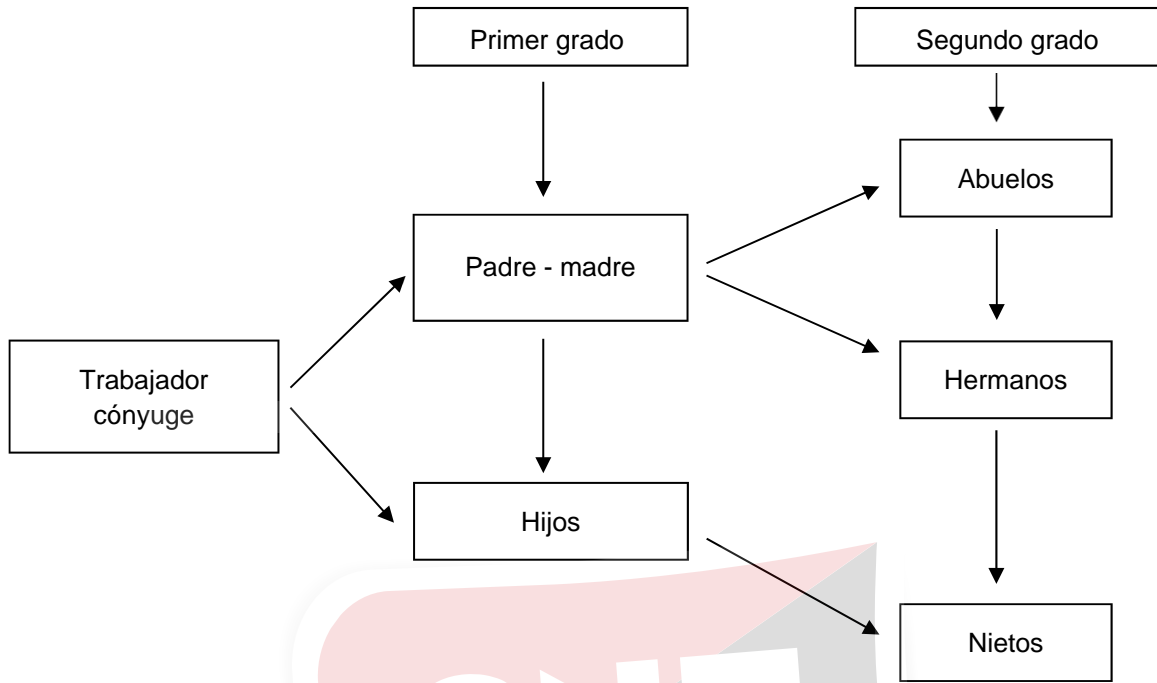 Primer grado
Segundo grado
Abuelos
Padre - madre
Trabajador
cónyuge
Hermanos
Hijos
Nietos